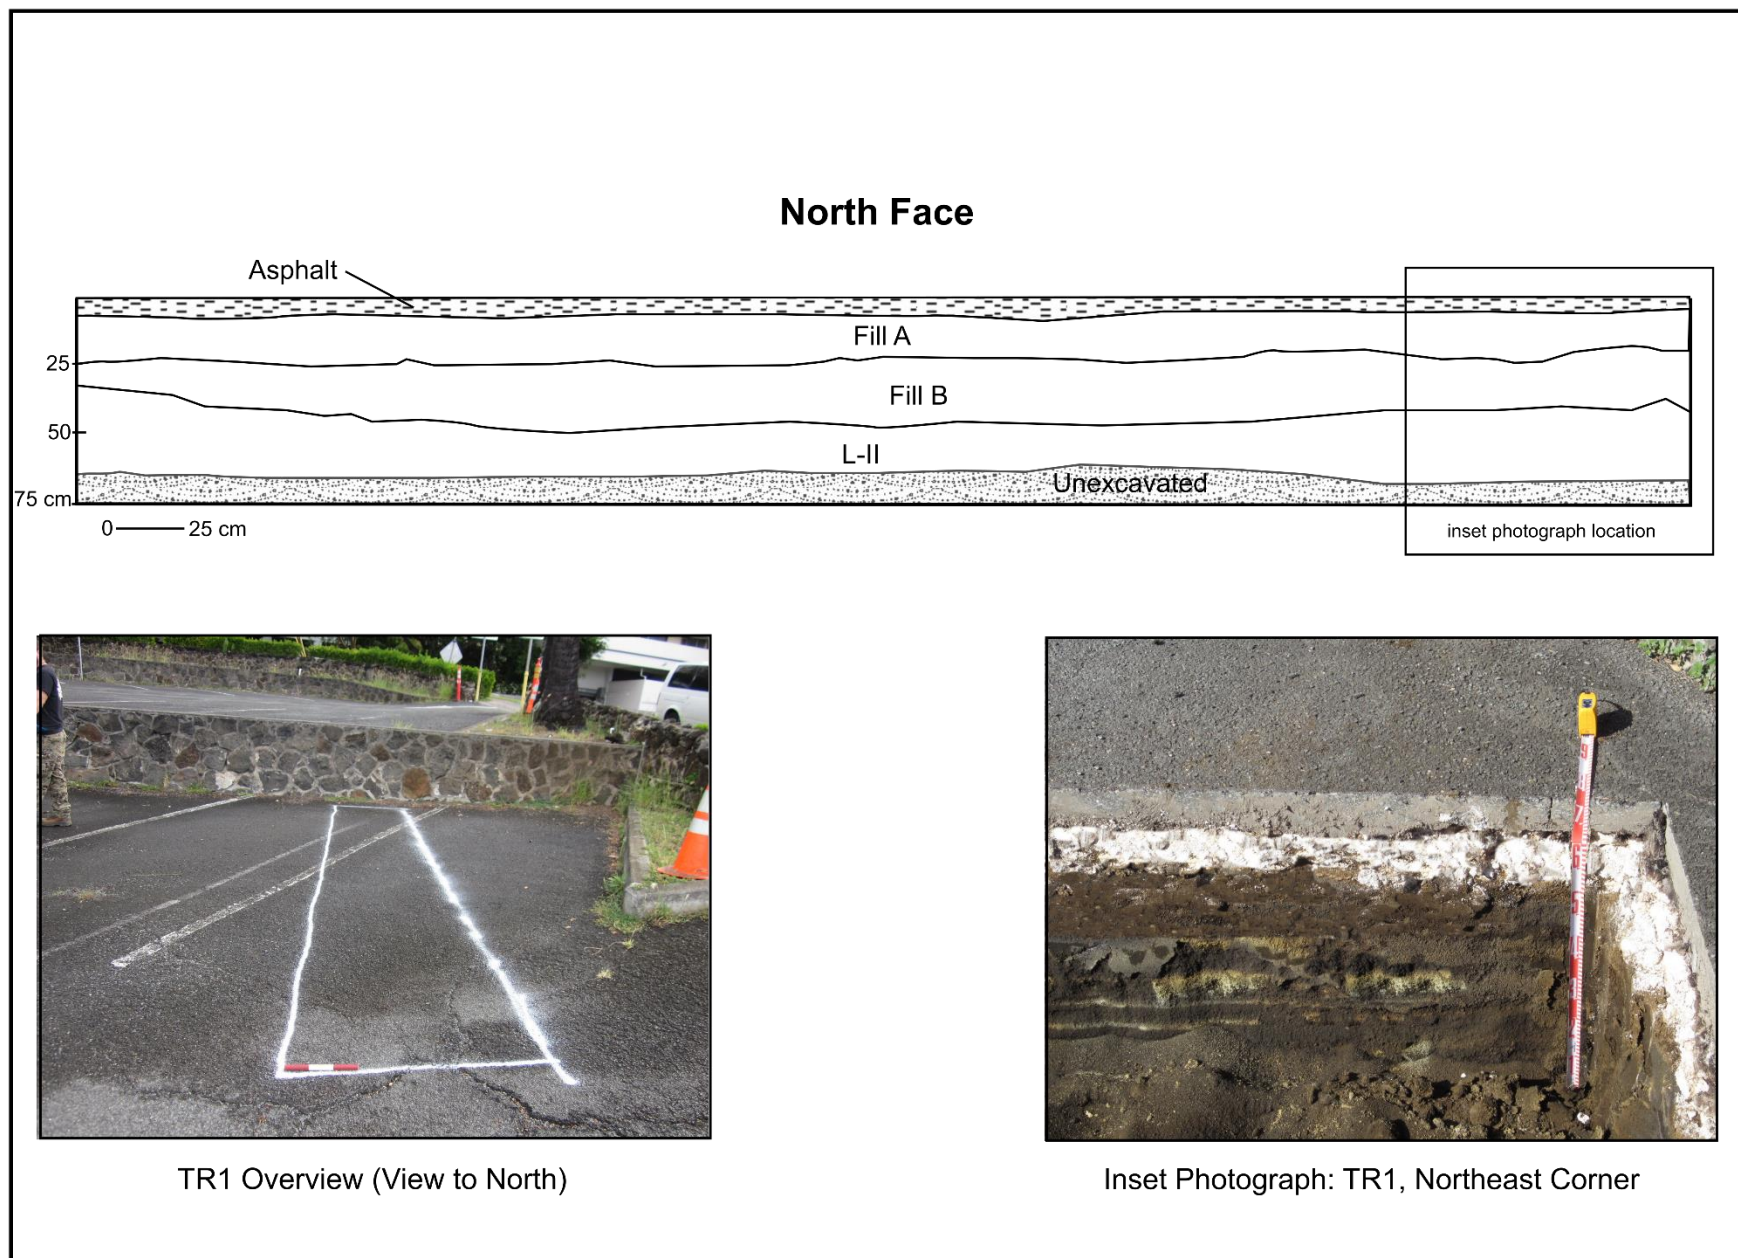 North Face
Asphalt
Fill A
25
Fill B
50
L-II
Unexcavated
75 cm
0 25 cm
inset photograph location
TR1 Overview (View to North)
Inset Photograph: TR1, Northeast Corner